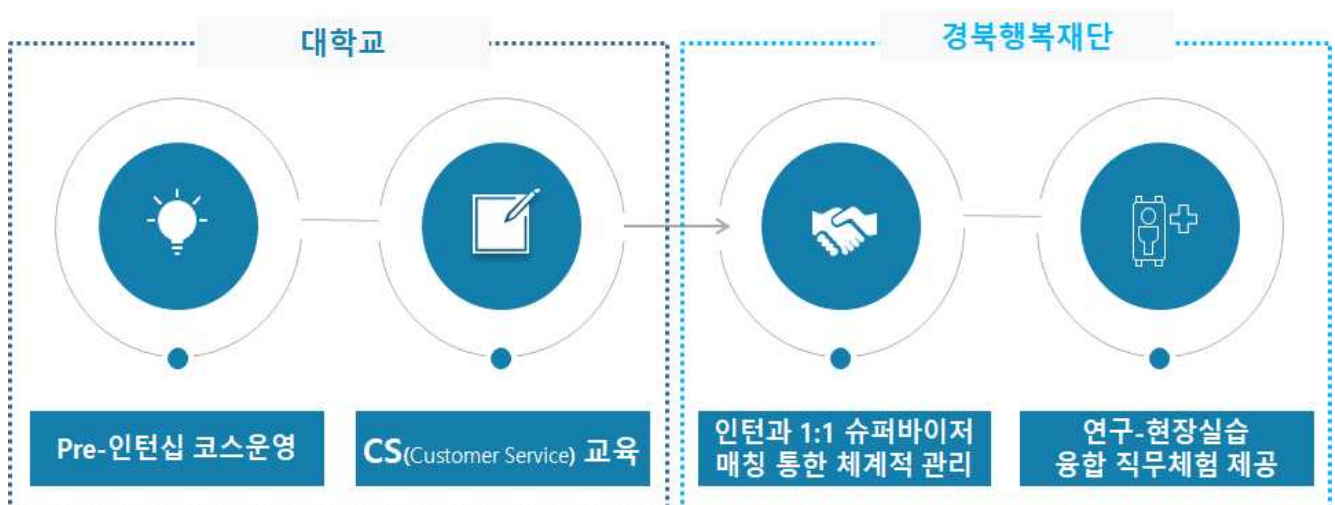 대학교
경북행복재단
Pre-인턴십 코스운영
CS(Customer Service) 교육
인턴과 1:1 슈퍼바이저
매칭 통한 체계적 관리
연구-현장실습
융합 직무체험 제공